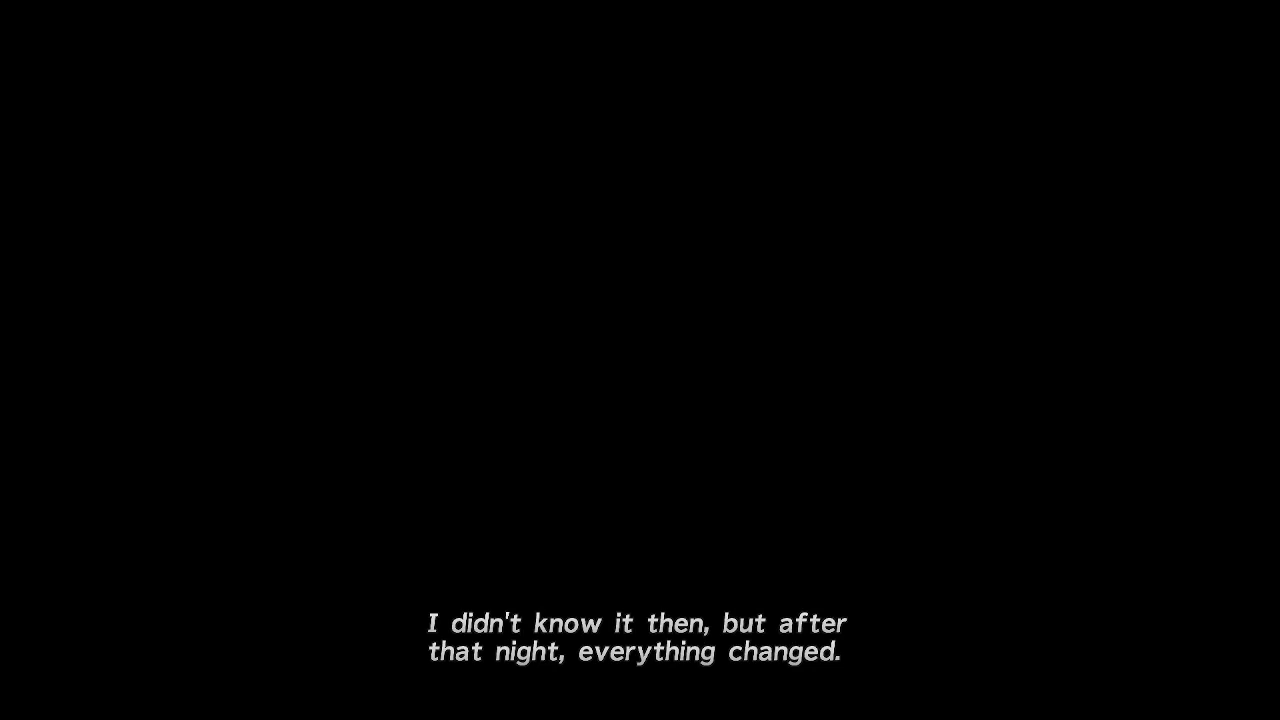 I didn't know it then, but after
that night, everything changed.